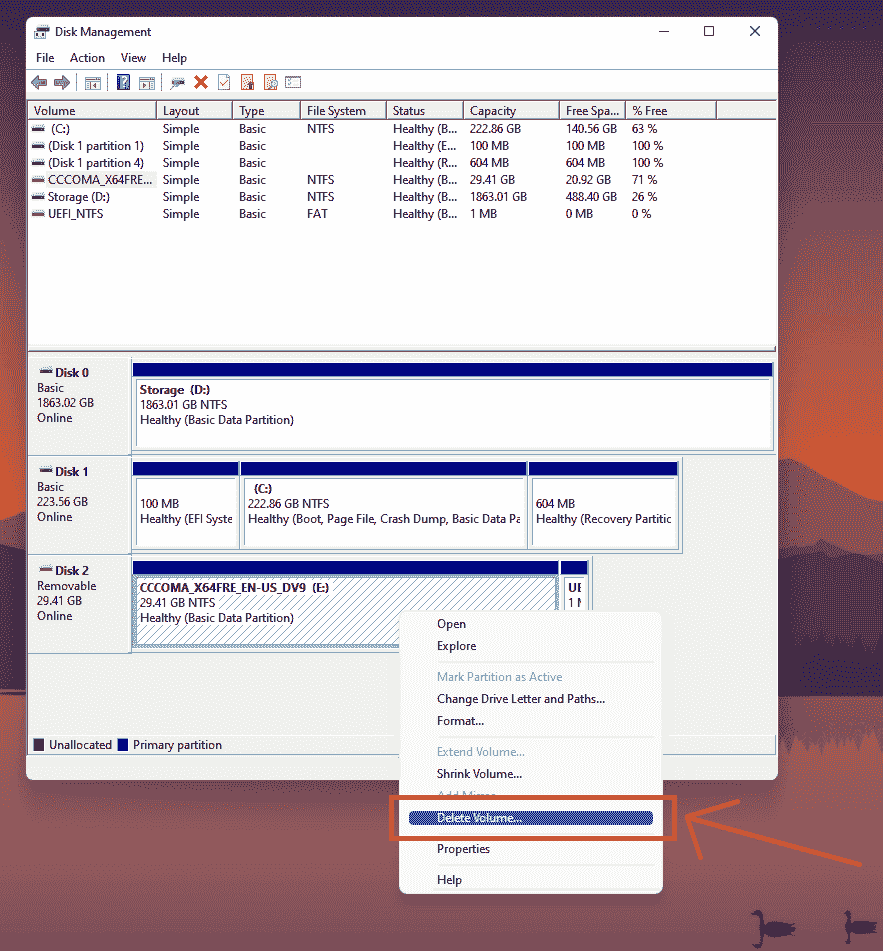 Disk Management
File Action View Help
Volume Layout Type File System Status Capacity Free Spa... % Free
(C:) Simple Basic NTFS Healthy (B... 222.86 GB 140.56 GB 63 %
(Disk 1 partition 1) Simple Basic Healthy (E... 100 MB 100 MB 100 %
(Disk 1 partition 4) Simple Basic Healthy (R... 604 MB 604 MB 100 %
CCCOMA_X64FRE... Simple Basic NTFS Healthy (B... 29.41 GB 20.92 GB 71 %
Storage (D:) Simple Basic NTFS Healthy (B... 1863.01 GB 488.40 GB 26 %
UEFI_NTFS Simple Basic FAT Healthy (B... 1 MB 0 MB 0 %
Disk 0
Basic
1863.02 GB
Online
Storage (D:)
1863.01 GB NTFS
Healthy (Basic Data Partition)
Disk 1
Basic
223.56 GB
Online
100 MB
Healthy (EFI Syste
(C:)
222.86 GB NTFS
Healthy (Boot, Page File, Crash Dump, Basic Data Pa
604 MB
Healthy (Recovery Partitic
Disk 2
Removable
29.41 GB
Online
CCCOMA_X64FRE_EN-US_DV9 (E:)
29.41 GB NTFS
Healthy (Basic Data Partition)
UE
1 M
Open
Explore
Mark Partition as Active
Change Drive Letter and Paths...
Format...
Extend Volume...
Shrink Volume...
Add Mirror...
Delete Volume...
Properties
Help
Unallocated Primary partition